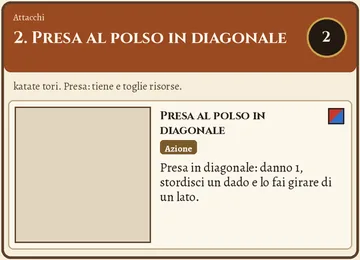 Attacchi
2. Presa al polso in diagonale
2
katate tori. Presa: tiene e toglie risorse.
Presa al polso in
diagonale
Azione
Presa in diagonale: danno 1,
stordisci un dado e lo fai girare di
un lato.